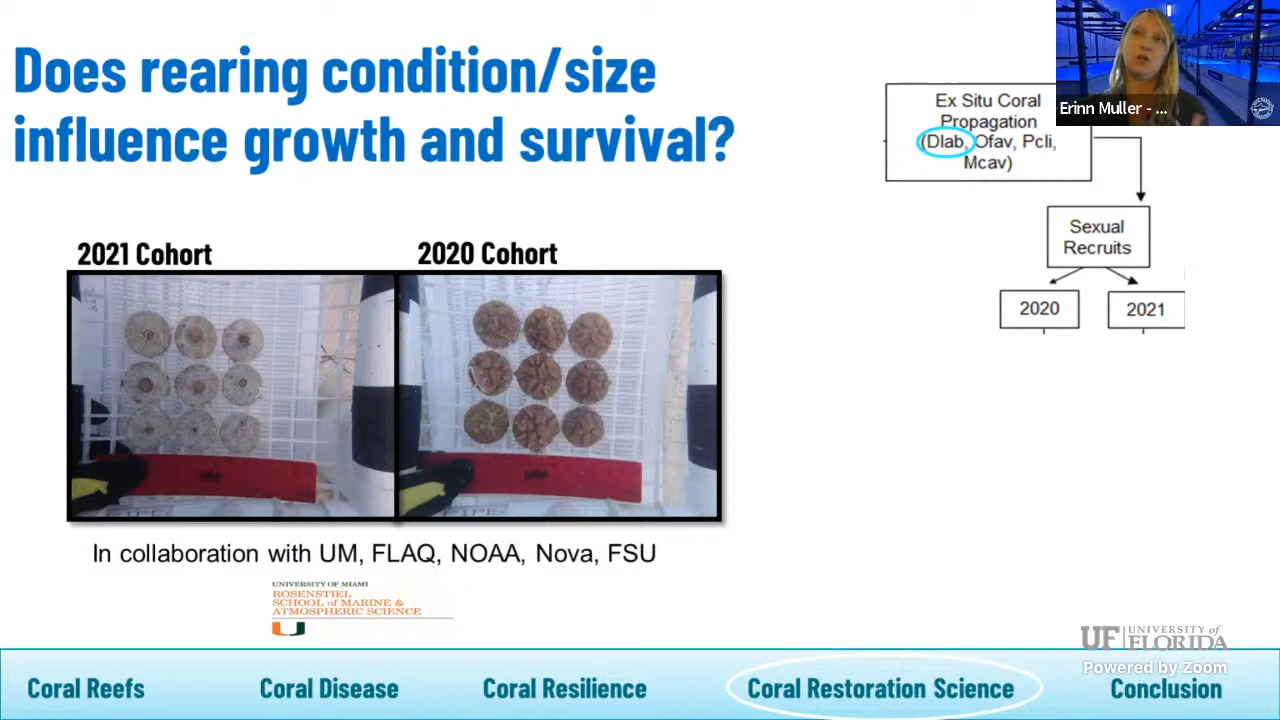 Does rearing condition/size
influence growth and survival?
Erinn Muller - ...
Ex Situ Coral
Propagation
(Dlab, Ofav, Pcli,
Mcav)
Sexual
Recruits
2020
2021
2021 Cohort
2020 Cohort
In collaboration with UM, FLAQ, NOAA, Nova, FSU
UNIVERSITY OF MIAMI
ROSENSTIEL
SCHOOL of MARINE &
ATMOSPHERIC SCIENCE
UF UNIVERSITY of
FLORIDA
Powered by Zoom
Coral Reefs
Coral Disease
Coral Resilience
Coral Restoration Science
Conclusion